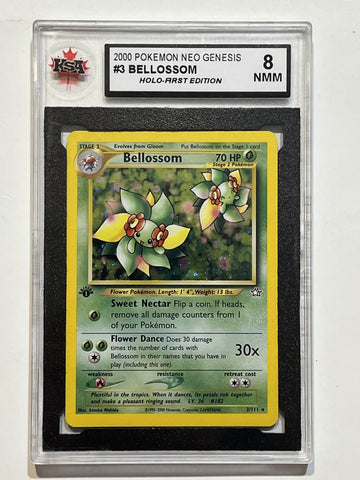 KSA
2000 POKEMON NEO GENESIS
#3 BELLOSSOM
HOLO-FIRST EDITION
8
NMM
STAGE 2 Evolves from Gloom Put Bellossom on the Stage 1 card
Bellossom 70 HP
Stage 2 Pokémon
Flower Pokémon. Length: 1' 4", Weight: 13 lbs.
Sweet Nectar Flip a coin. If heads,
remove all damage counters from 1
of your Pokémon.
Flower Dance Does 30 damage
times the number of cards with
Bellossom in their names that you have in
play (including this one).
30x
weakness resistance retreat cost
Plentiful in the tropics. When it dances, its petals rub together
and make a pleasant ringing sound. LV. 36 #182
Illus. Atsuko Nishida
3/111